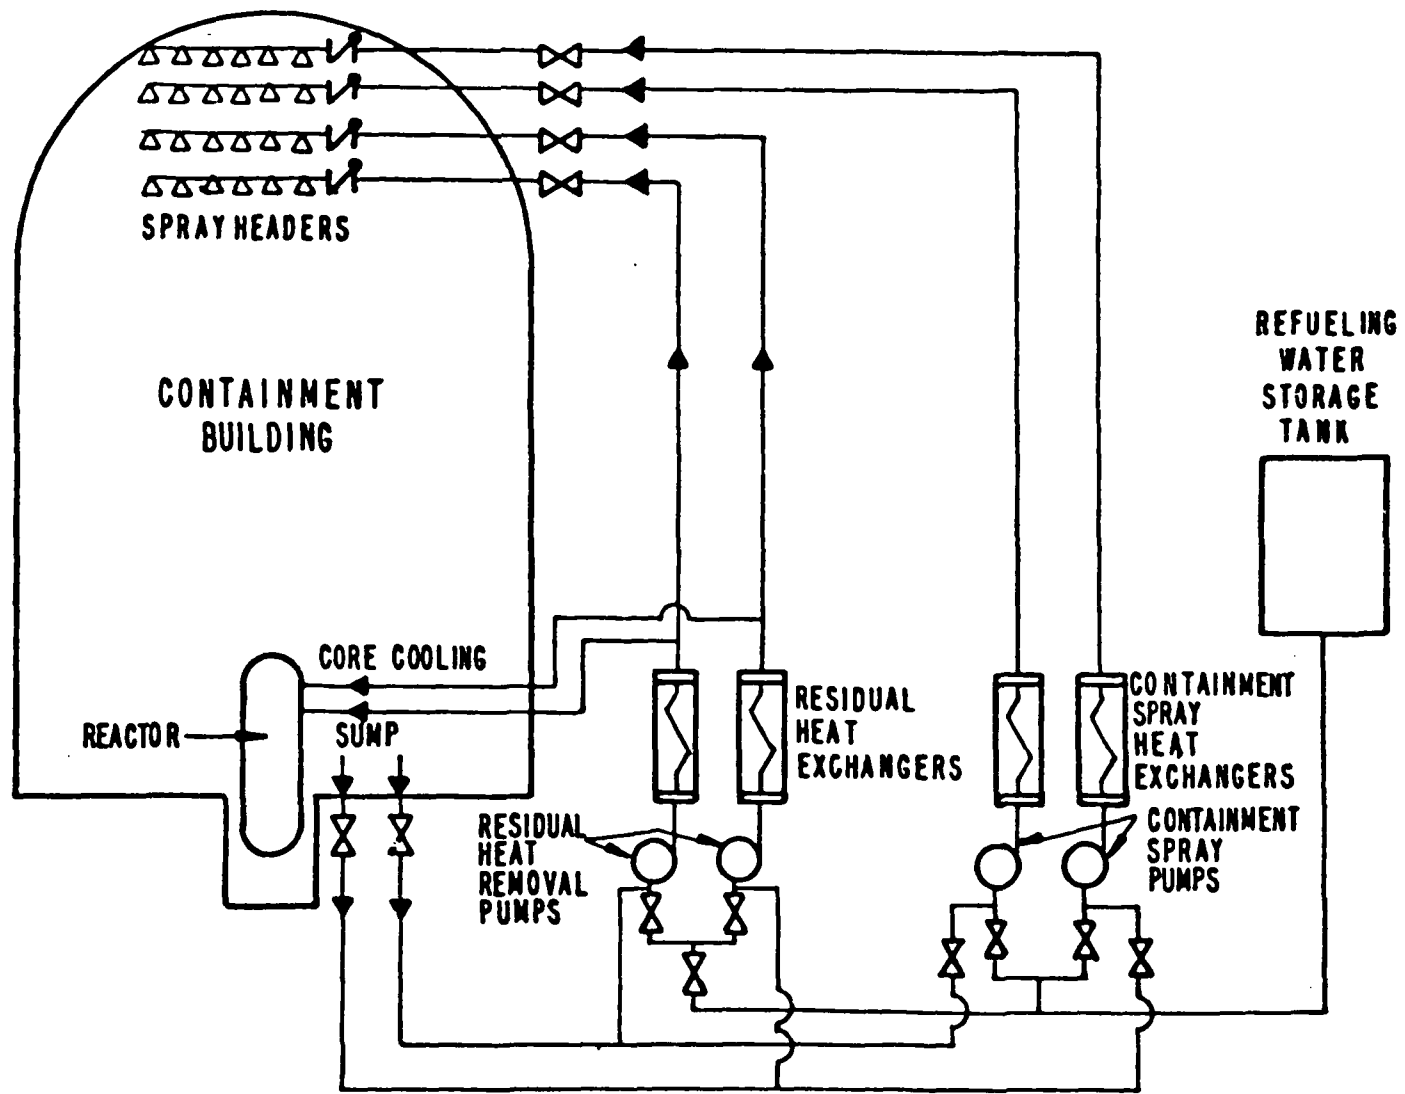 SPRAY HEADERS
CONTAINMENT
BUILDING
REFUELING
WATER
STORAGE
TANK
CORE COOLING
REACTOR
SUMP
RESIDUAL
HEAT
EXCHANGERS
CONTAINMENT
SPRAY
HEAT
EXCHANGERS
RESIDUAL
HEAT
REMOVAL
PUMPS
CONTAINMENT
SPRAY
PUMPS